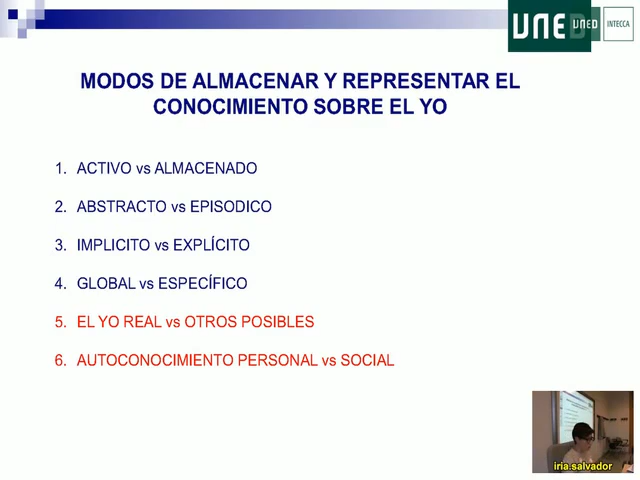 UNED
UNED
INTECCA
MODOS DE ALMACENAR Y REPRESENTAR EL
CONOCIMIENTO SOBRE EL YO
1. ACTIVO vs ALMACENADO
2. ABSTRACTO vs EPISODICO
3. IMPLICITO vs EXPLÍCITO
4. GLOBAL vs ESPECÍFICO
5. EL YO REAL vs OTROS POSIBLES
6. AUTOCONOCIMIENTO PERSONAL vs SOCIAL
iria.salvador